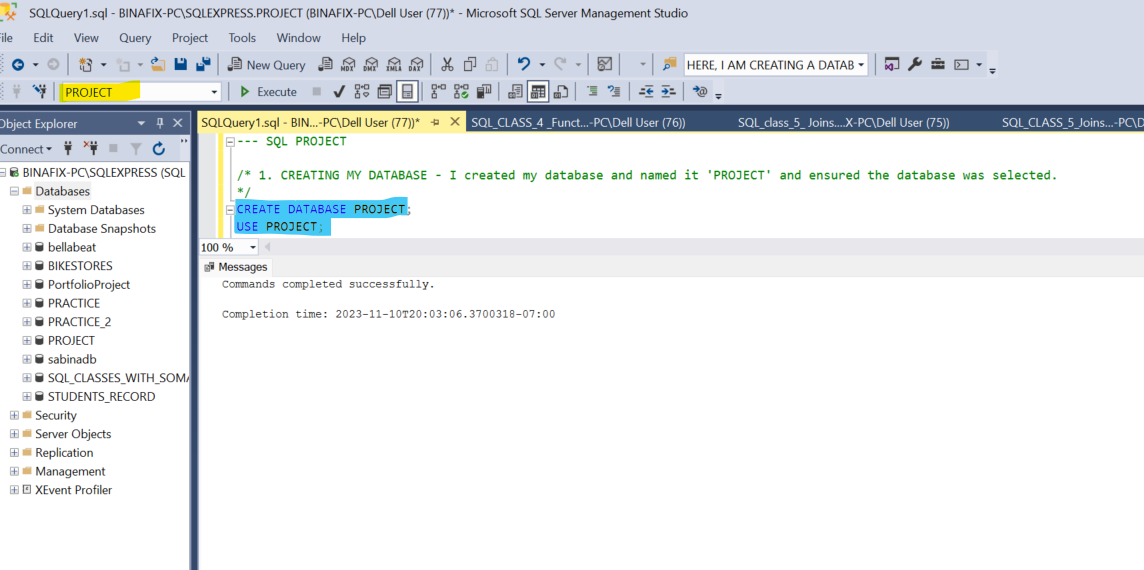 SQLQuery1.sql - BINAFIX-PC\SQLEXPRESS.PROJECT (BINAFIX-PC\Dell User (77))* - Microsoft SQL Server Management Studio
File Edit View Query Project Tools Window Help
New Query MDX DMX XMLA DAX HERE, I AM CREATING A DATAB
PROJECT Execute
Object Explorer
SQLQuery1.sql - BIN...-PC\Dell User (77))* SQL_CLASS_4 _Funct...-PC\Dell User (76)) SQL_class_5_ Joins....X-PC\Dell User (75)) SQL_CLASS_5_Joins...-PC\D
Connect
BINAFIX-PC\SQLEXPRESS (SQL
Databases
System Databases
Database Snapshots
bellabeat
BIKESTORES
PortfolioProject
PRACTICE
PRACTICE_2
PROJECT
sabinadb
SQL_CLASSES_WITH_SOMA
STUDENTS_RECORD
Security
Server Objects
Replication
Management
XEvent Profiler
--- SQL PROJECT
/* 1. CREATING MY DATABASE - I created my database and named it 'PROJECT' and ensured the database was selected.
*/
CREATE DATABASE PROJECT;
USE PROJECT;
100 %
Messages
Commands completed successfully.
Completion time: 2023-11-10T20:03:06.3700318-07:00